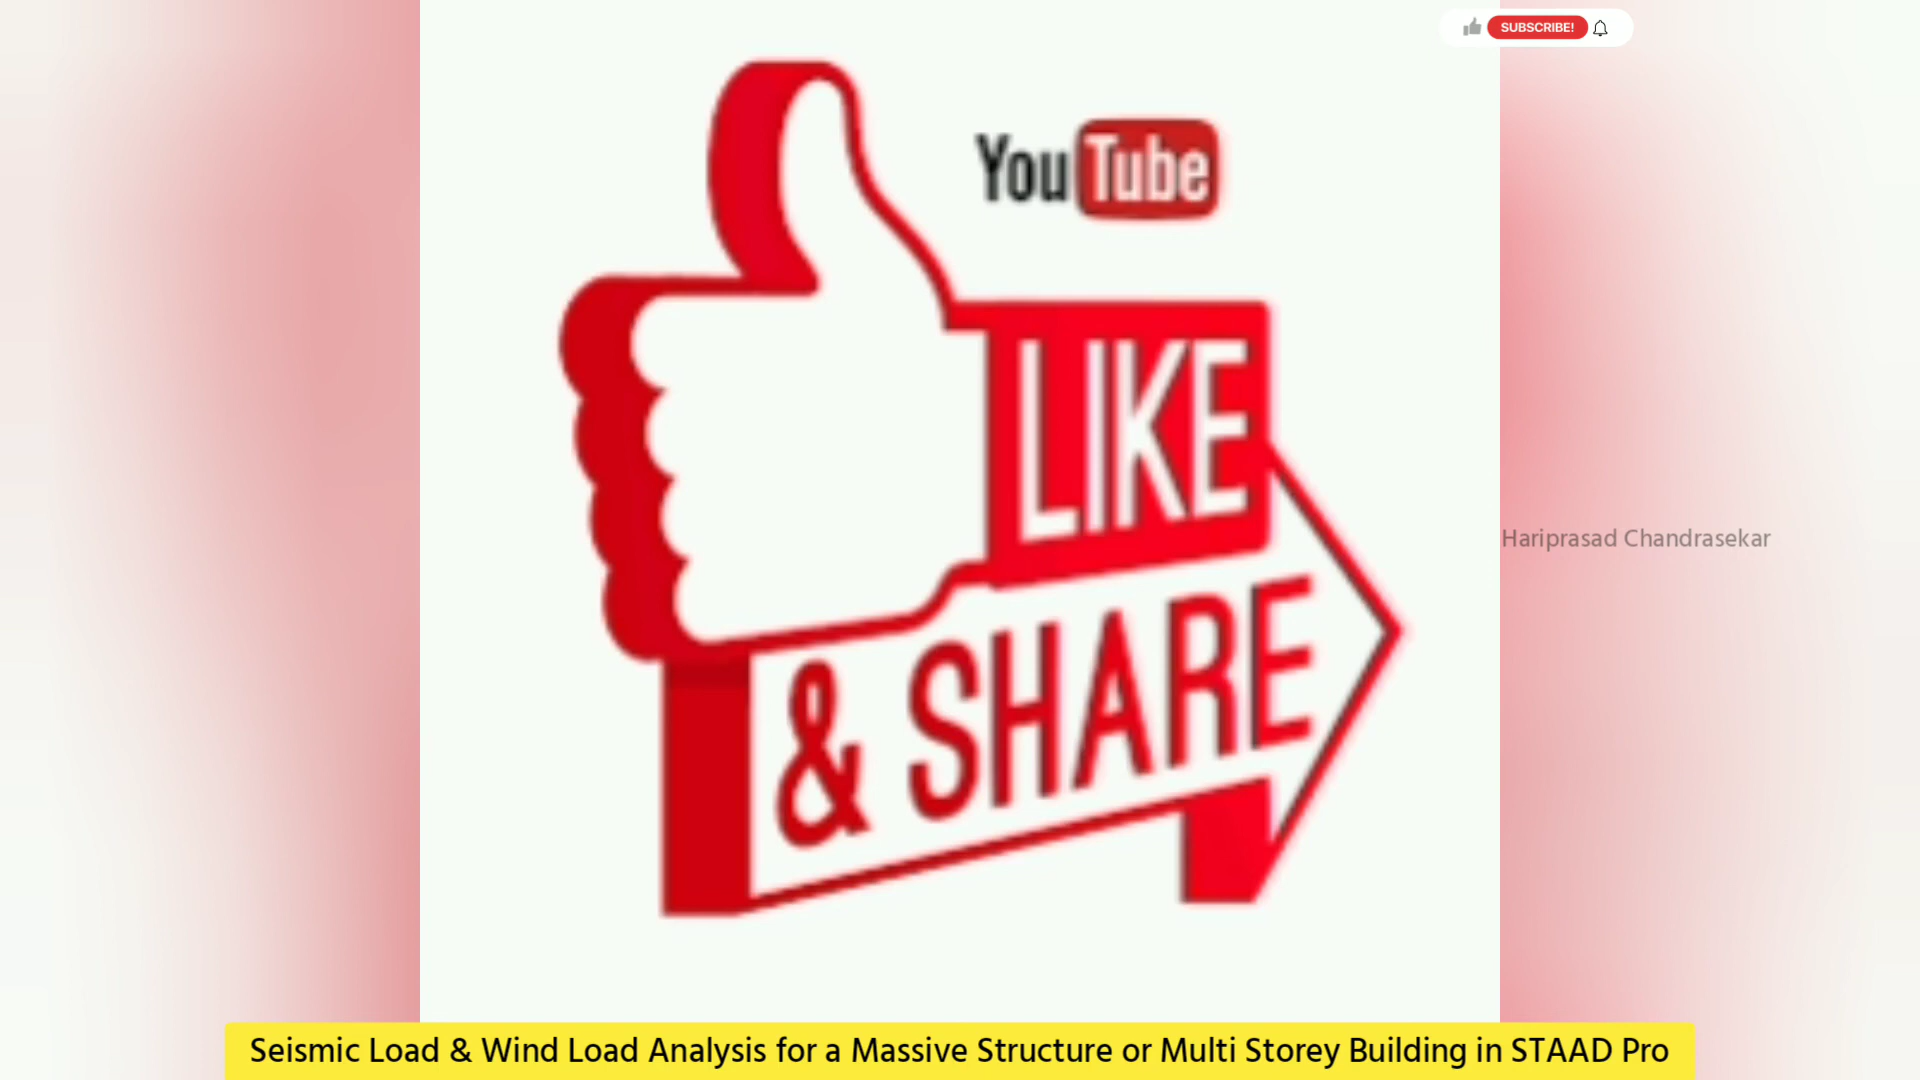 SUBSCRIBE!
YouTube
LIKE
& SHARE
Hariprasad Chandrasekar
Seismic Load & Wind Load Analysis for a Massive Structure or Multi Storey Building in STAAD Pro